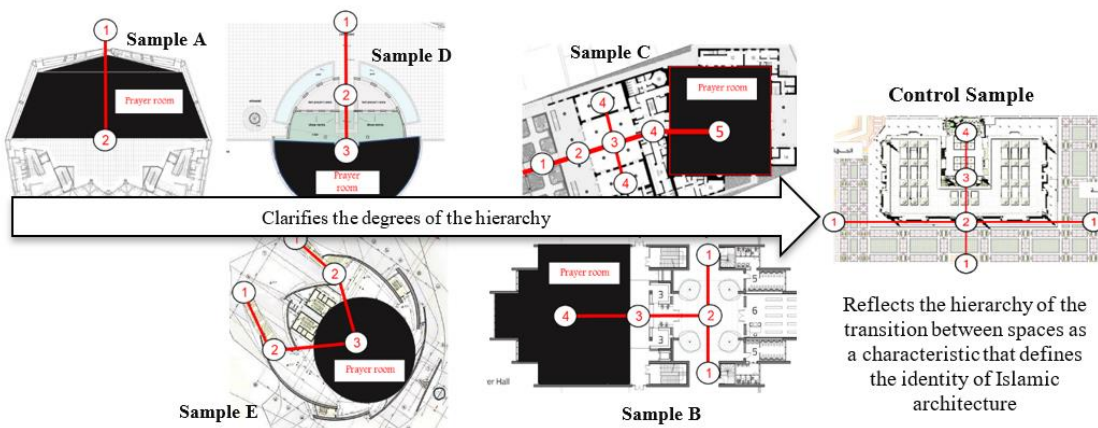 1
Sample A
Prayer room
2
1
Sample D
2
3
Prayer room
Sample C
Prayer room
4
4
1
2
3
5
4
Control Sample
4
3
1
2
1
1
Clarifies the degrees of the hierarchy
1
2
1
2
3
Prayer room
Sample E
Prayer room
1
5
3
4
3
2
6
3
1
5
er Hall
Sample B
Reflects the hierarchy of the
transition between spaces as
a characteristic that defines
the identity of Islamic
architecture